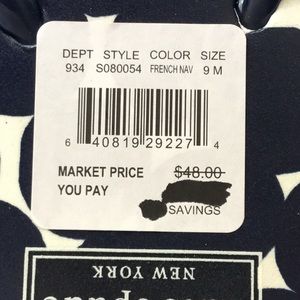 DEPT STYLE COLOR SIZE
934 S080054 FRENCH NAV 9 M
6 40819 29227 4
MARKET PRICE $48.00
YOU PAY
SAVINGS
NEW YORK